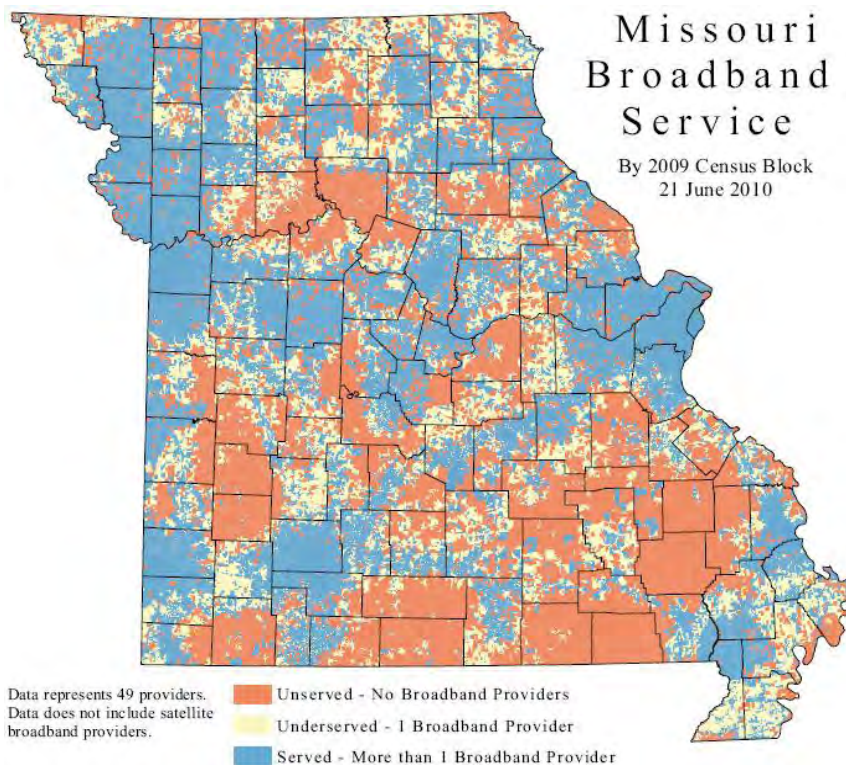 Missouri
Broadband
Service
By 2009 Census Block
21 June 2010
Data represents 49 providers.
Data does not include satellite
broadband providers.
Unserved - No Broadband Providers
Underserved - 1 Broadband Provider
Served - More than 1 Broadband Provider